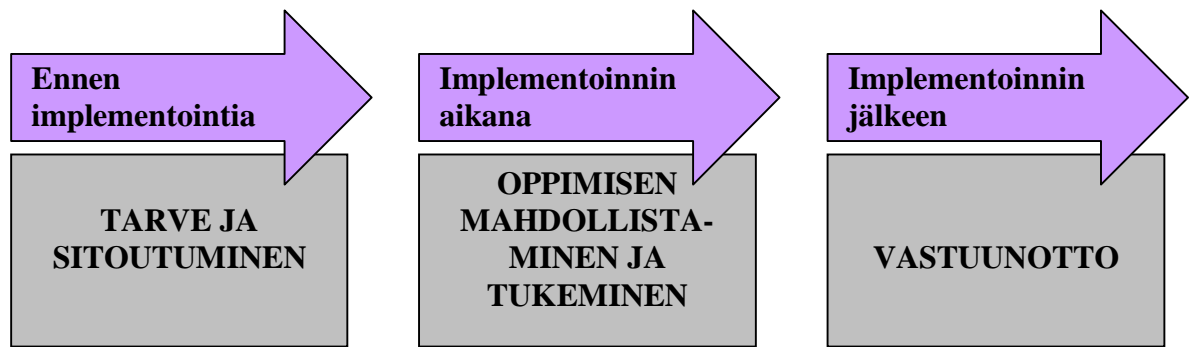 Ennen
implementointia
TARVE JA
SITOUTUMINEN
Implementoinnin
aikana
OPPIMISEN
MAHDOLLISTA-
MINEN JA
TUKEMINEN
Implementoinnin
jälkeen
VASTUUNOTTO